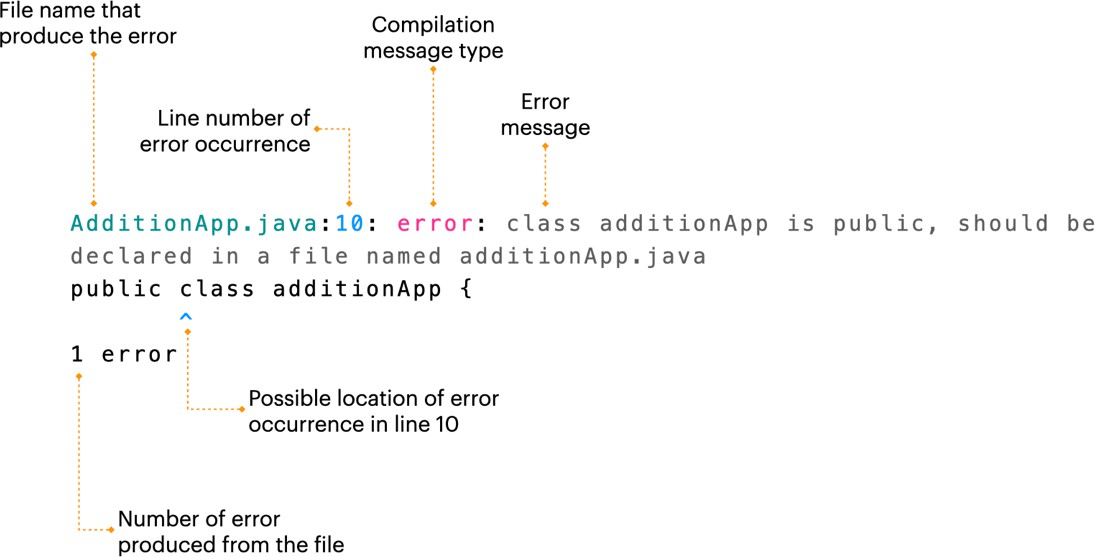 File name that
produce the error
Compilation
message type
Error
message
Line number of
error occurrence
AdditionApp.java:10: error: class additionApp is public, should be
declared in a file named additionApp.java
public class additionApp {
^
1 error
Possible location of error
occurrence in line 10
Number of error
produced from the file